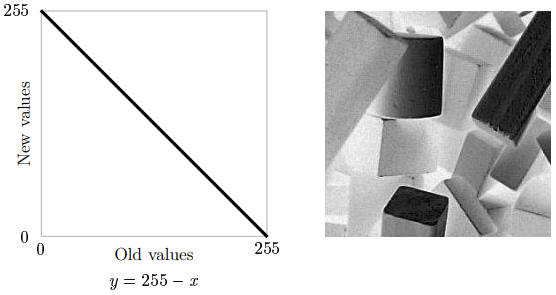 255
New values
0
0
255
Old values
y = 255 − x